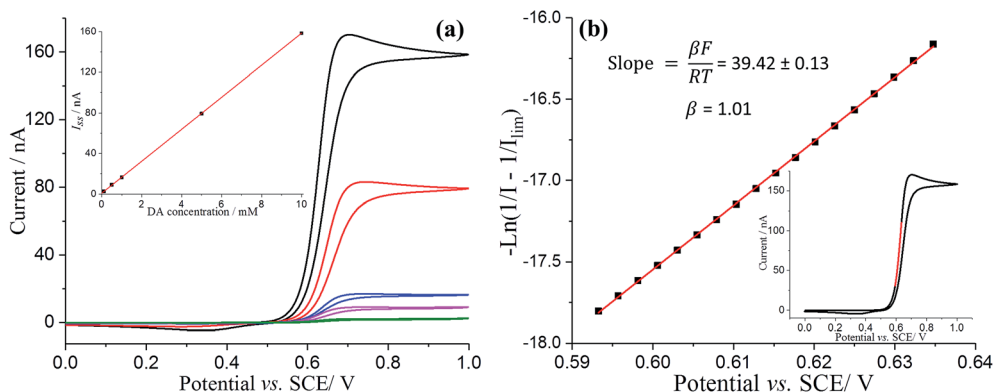 (a)
160
120
80
40
0
Current / nA
0.0 0.2 0.4 0.6 0.8 1.0
Potential vs. SCE/ V
160
120
80
40
0
I_ss / nA
0 2 4 6 8 10
DA concentration / mM
(b)
-16.0
-16.5
-17.0
-17.5
-18.0
-Ln(1/I - 1/I_lim)
0.59 0.60 0.61 0.62 0.63 0.64
Potential vs. SCE/ V
Slope = βF/RT = 39.42 ± 0.13
β = 1.01
150
100
50
0
Current / nA
0.0 0.2 0.4 0.6 0.8 1.0
Potential vs. SCE/ V